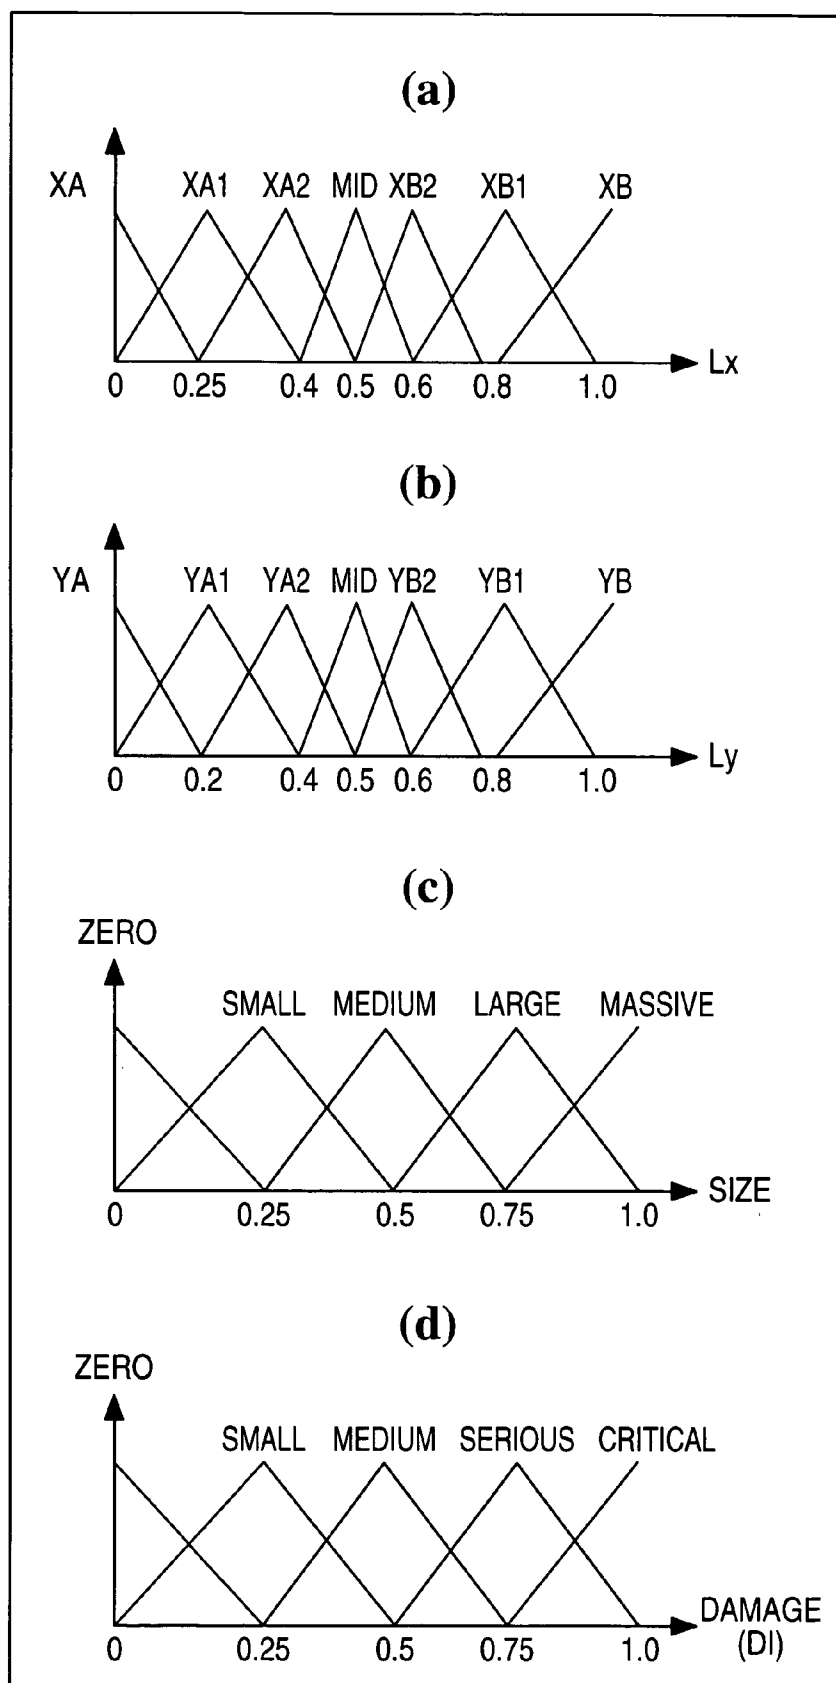 (a)
XA XA1 XA2 MID XB2 XB1 XB
Lx
0 0.25 0.4 0.5 0.6 0.8 1.0
(b)
YA YA1 YA2 MID YB2 YB1 YB
Ly
0 0.2 0.4 0.5 0.6 0.8 1.0
(c)
ZERO
SMALL MEDIUM LARGE MASSIVE
SIZE
0 0.25 0.5 0.75 1.0
(d)
ZERO
SMALL MEDIUM SERIOUS CRITICAL
DAMAGE
(DI)
0 0.25 0.5 0.75 1.0